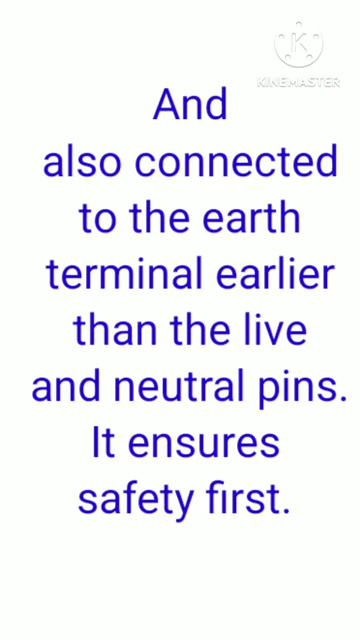 K
KINEMASTER
And
also connected
to the earth
terminal earlier
than the live
and neutral pins.
It ensures
safety first.